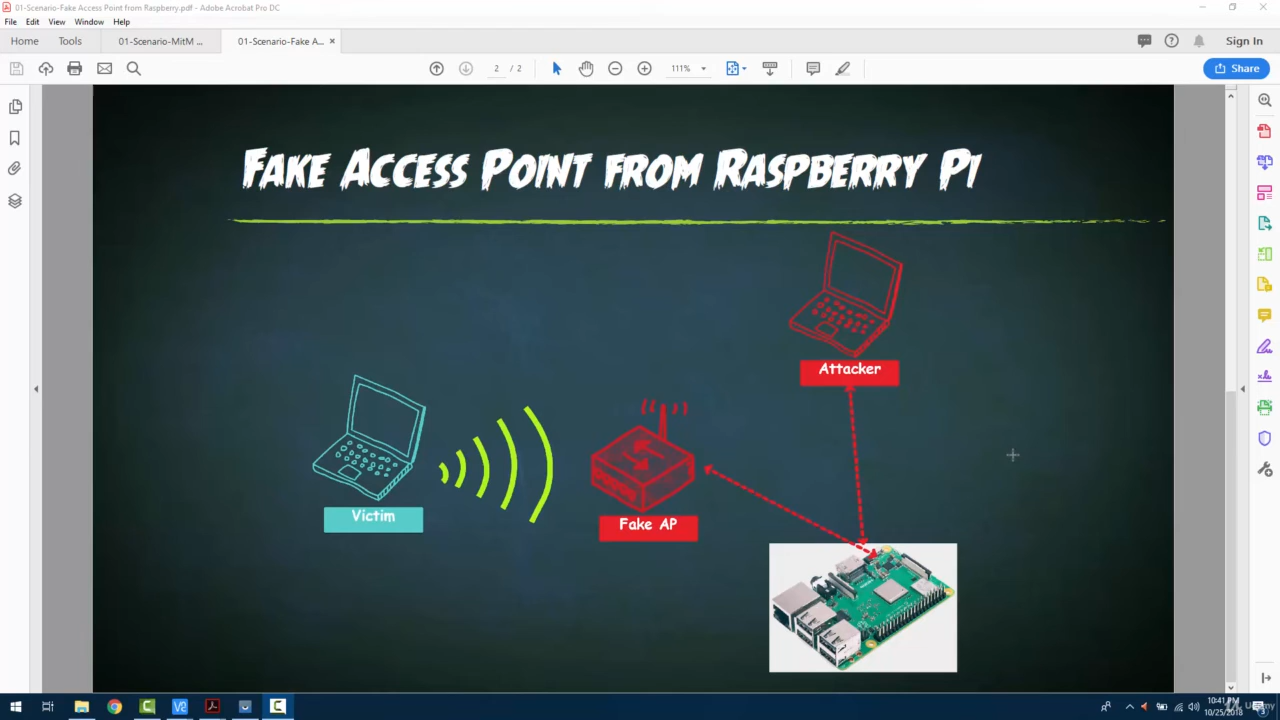 01-Scenario-Fake Access Point from Raspberry.pdf - Adobe Acrobat Pro DC
File Edit View Window Help
Home Tools 01-Scenario-MitM ... 01-Scenario-Fake A... ×
Sign In
2 / 2
111%
Share
Fake Access Point from Raspberry Pi
Attacker
Victim
Fake AP
10:41 PM
10/25/2018
Udemy